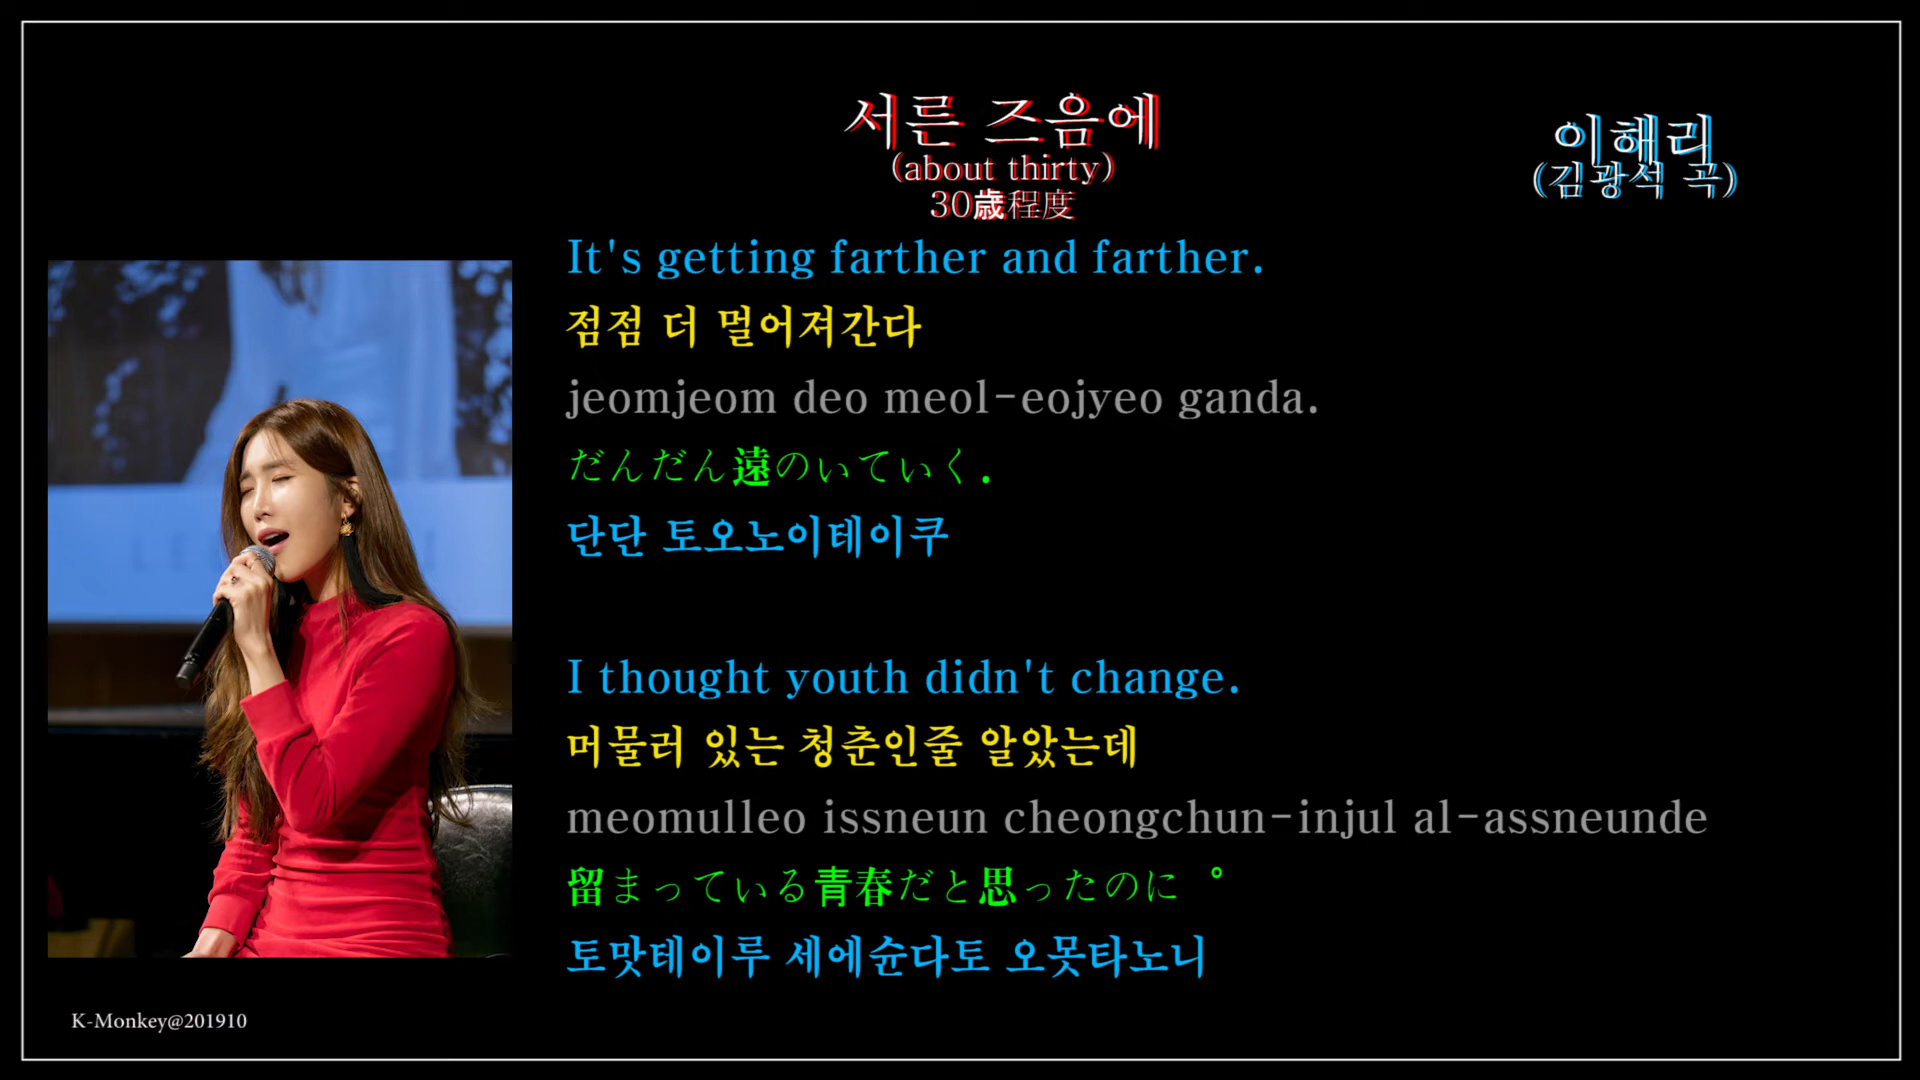 서른 즈음에
(about thirty)
30歳程度
이해리
(김광석 곡)
It's getting farther and farther.
점점 더 멀어져간다
jeomjeom deo meol-eojyeo ganda.
だんだん遠のいていく.
단단 토오노이테이쿠
I thought youth didn't change.
머물러 있는 청춘인줄 알았는데
meomulleo issneun cheongchun-injul al-assneunde
留まっている青春だと思ったのに゜
토맛테이루 세에슌다토 오못타노니
K-Monkey@201910